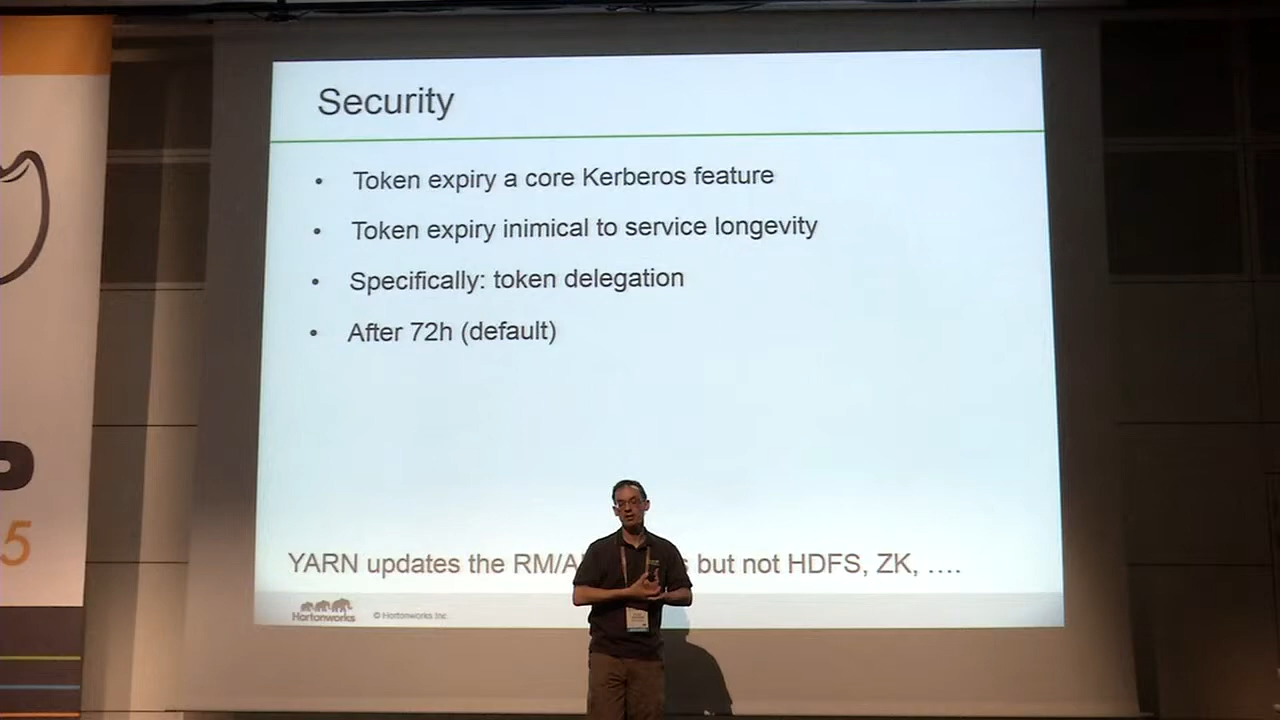 Security
• Token expiry a core Kerberos feature
• Token expiry inimical to service longevity
• Specifically: token delegation
• After 72h (default)
YARN updates the RM/A but not HDFS, ZK, ....
Hortonworks © Hortonworks Inc.
5